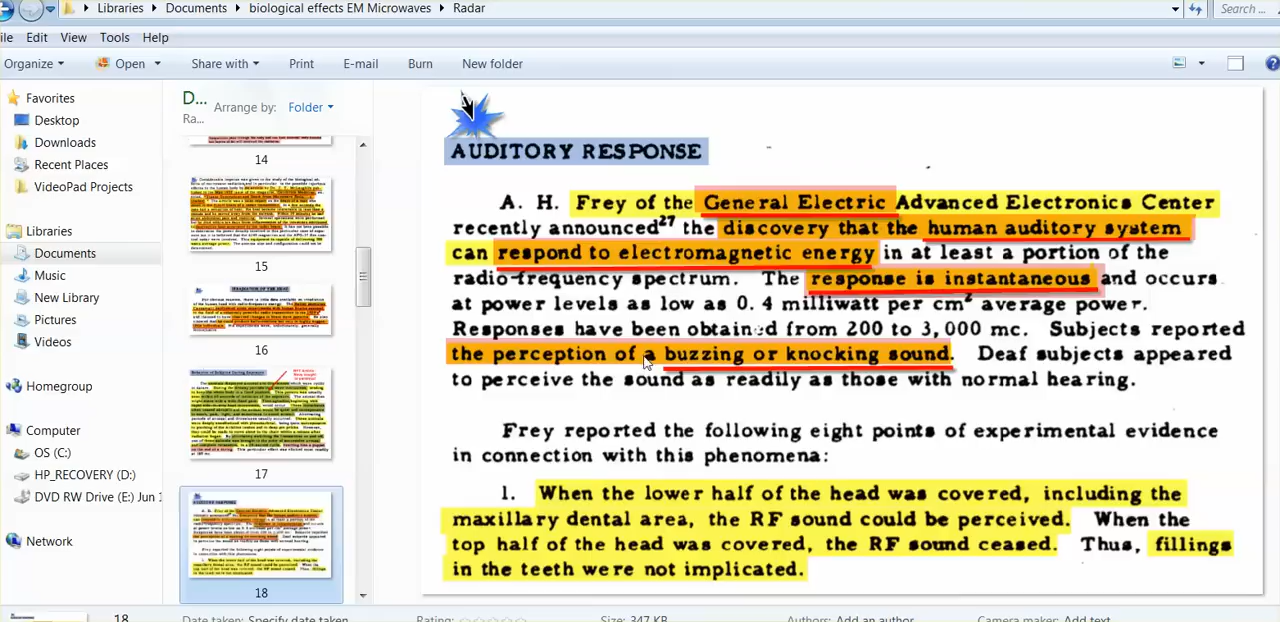 Libraries Documents biological effects EM Microwaves Radar
Search ...
Edit View Tools Help
Organize Open Share with Print E-mail Burn New folder
Favorites
Desktop
Downloads
Recent Places
VideoPad Projects
Libraries
Documents
Music
New Library
Pictures
Videos
Homegroup
Computer
OS (C:)
HP_RECOVERY (D:)
DVD RW Drive (E:) Jun 1
Network
D...
Ra...
Arrange by: Folder
14
15
16
17
18
AUDITORY RESPONSE
A. H. Frey of the General Electric Advanced Electronics Center
recently announced27 the discovery that the human auditory system
can respond to electromagnetic energy in at least a portion of the
radio-frequency spectrum. The response is instantaneous and occurs
at power levels as low as 0.4 milliwatt per cm2 average power.
Responses have been obtained from 200 to 3,000 mc. Subjects reported
the perception of a buzzing or knocking sound. Deaf subjects appeared
to perceive the sound as readily as those with normal hearing.
Frey reported the following eight points of experimental evidence
in connection with this phenomena:
1. When the lower half of the head was covered, including the
maxillary dental area, the RF sound could be perceived. When the
top half of the head was covered, the RF sound ceased. Thus, fillings
in the teeth were not implicated.
18 Date taken: Specify date taken Rating: Size: 347 KB Authors: Add an author Camera maker: Add text